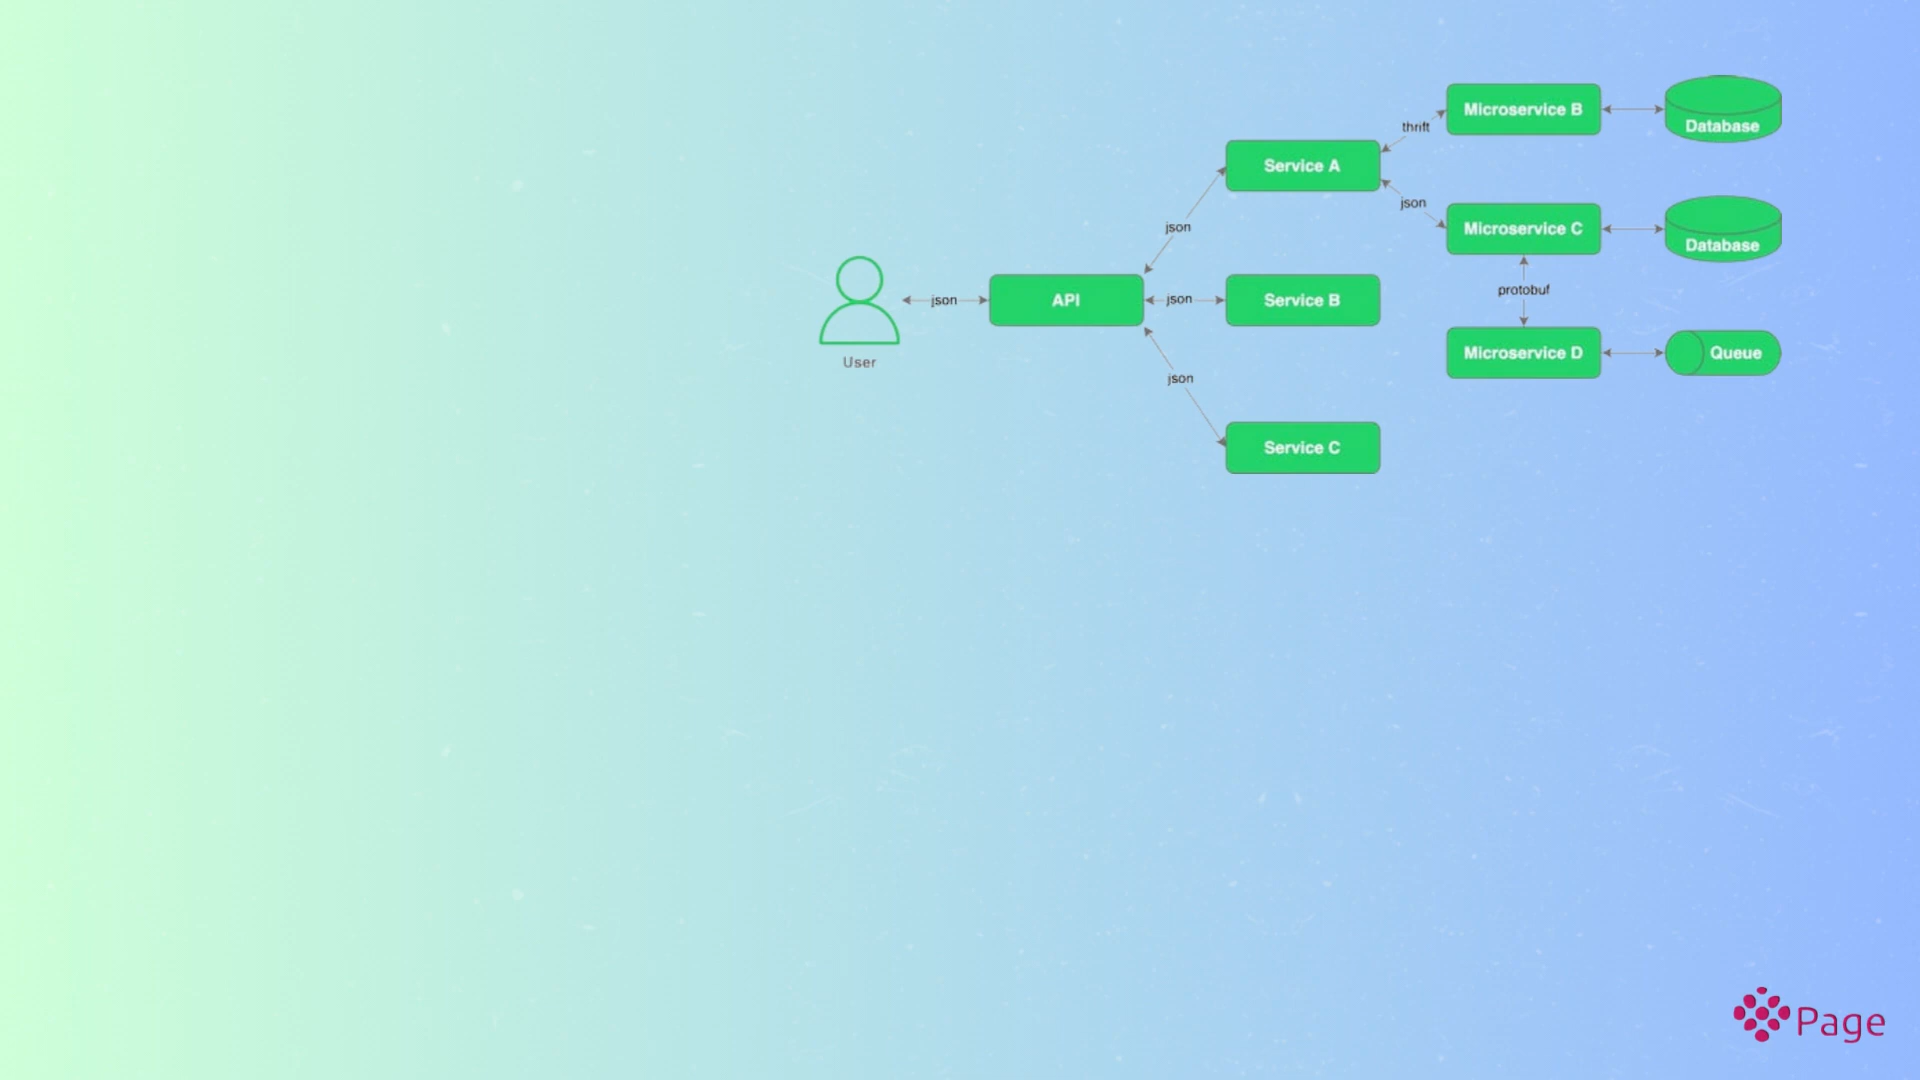 Microservice B
Database
thrift
Service A
json
Microservice C
Database
json
protobuf
User
json
API
json
Service B
Microservice D
Queue
json
Service C
Page